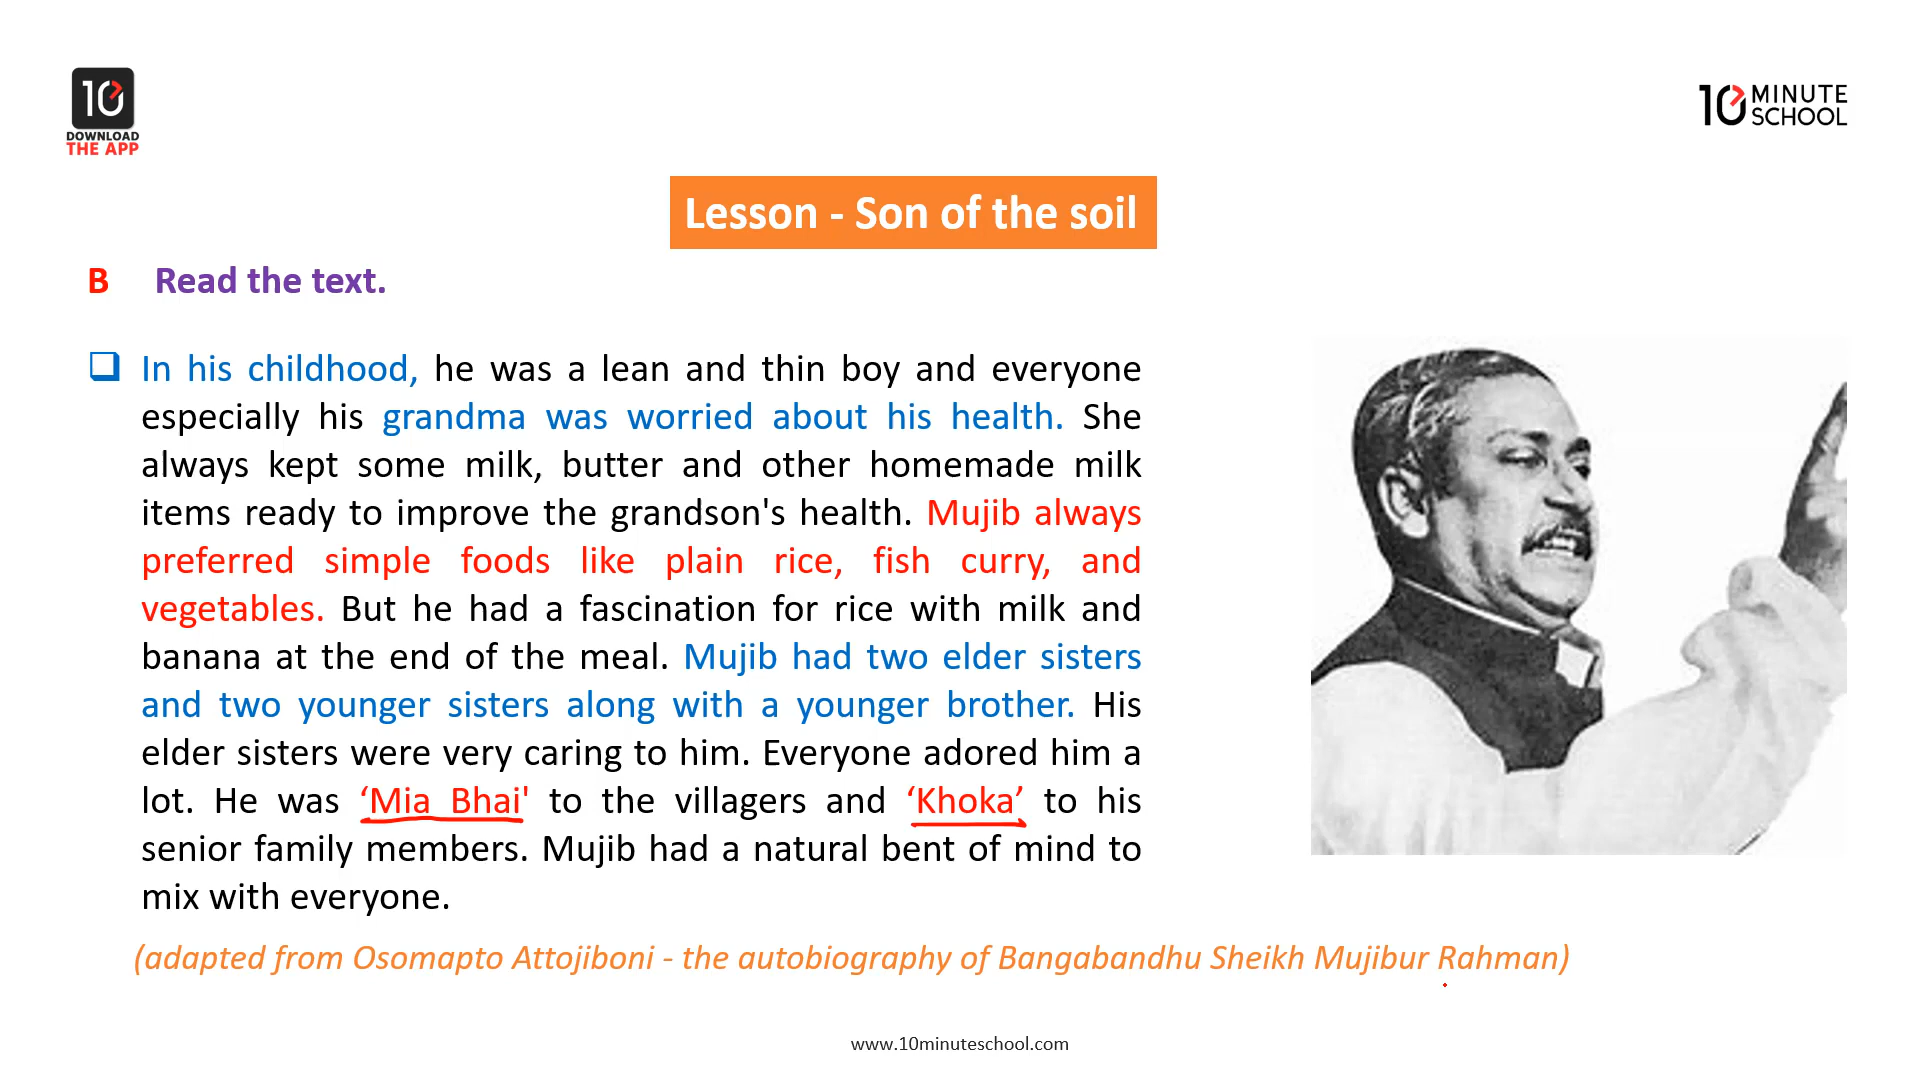 10
DOWNLOAD
THE APP
10 MINUTE
SCHOOL
Lesson - Son of the soil
B Read the text.
In his childhood, he was a lean and thin boy and everyone
especially his grandma was worried about his health. She
always kept some milk, butter and other homemade milk
items ready to improve the grandson's health. Mujib always
preferred simple foods like plain rice, fish curry, and
vegetables. But he had a fascination for rice with milk and
banana at the end of the meal. Mujib had two elder sisters
and two younger sisters along with a younger brother. His
elder sisters were very caring to him. Everyone adored him a
lot. He was ‘Mia Bhai' to the villagers and ‘Khoka’ to his
senior family members. Mujib had a natural bent of mind to
mix with everyone.
(adapted from Osomapto Attojiboni - the autobiography of Bangabandhu Sheikh Mujibur Rahman)
www.10minuteschool.com